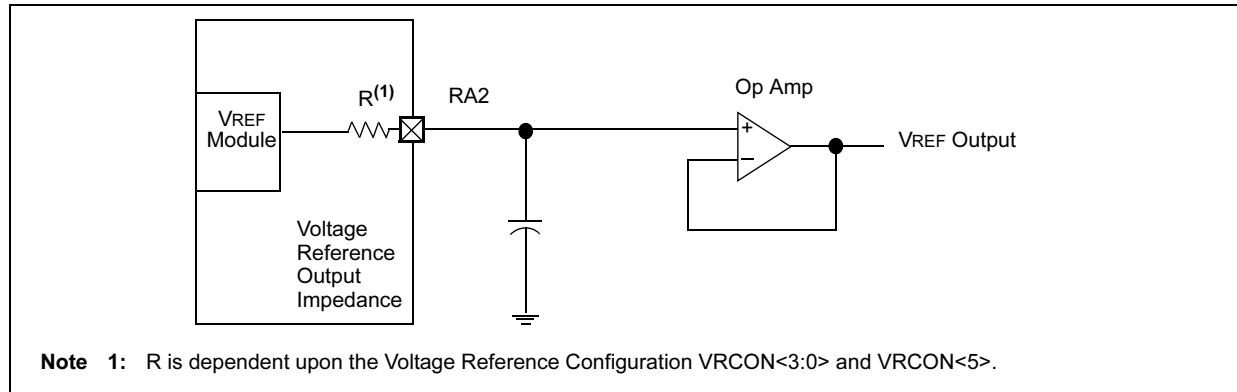 VREF
Module
R(1)
RA2
Op Amp
+
–
VREF Output
Voltage
Reference
Output
Impedance
Note 1: R is dependent upon the Voltage Reference Configuration VRCON<3:0> and VRCON<5>.